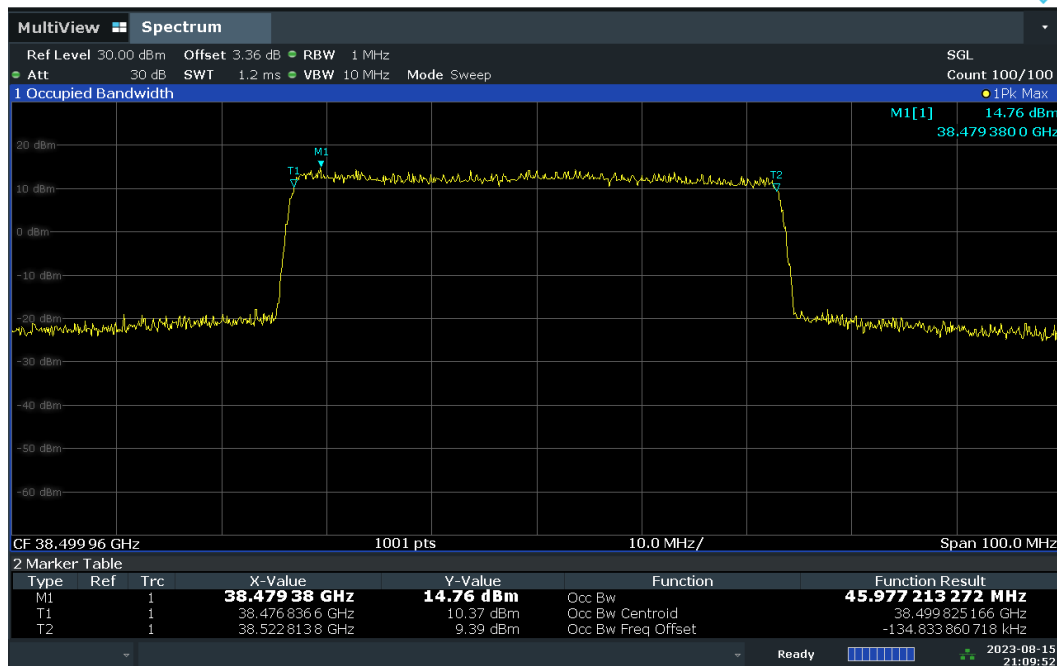 MultiView Spectrum
Ref Level 30.00 dBm Offset 3.36 dB RBW 1 MHz SGL
Att 30 dB SWT 1.2 ms VBW 10 MHz Mode Sweep Count 100/100
1 Occupied Bandwidth 1Pk Max
M1[1] 14.76 dBm
38.479 380 0 GHz
20 dBm
M1
T1
T2
10 dBm
0 dBm
-10 dBm
-20 dBm
-30 dBm
-40 dBm
-50 dBm
-60 dBm
CF 38.499 96 GHz 1001 pts 10.0 MHz/ Span 100.0 MHz
2 Marker Table
Type Ref Trc X-Value Y-Value Function Function Result
M1 1 38.479 38 GHz 14.76 dBm Occ Bw 45.977 213 272 MHz
T1 1 38.476 836 6 GHz 10.37 dBm Occ Bw Centroid 38.499 825 166 GHz
T2 1 38.522 813 8 GHz 9.39 dBm Occ Bw Freq Offset -134.833 860 718 kHz
Ready 2023-08-15
21:09:52